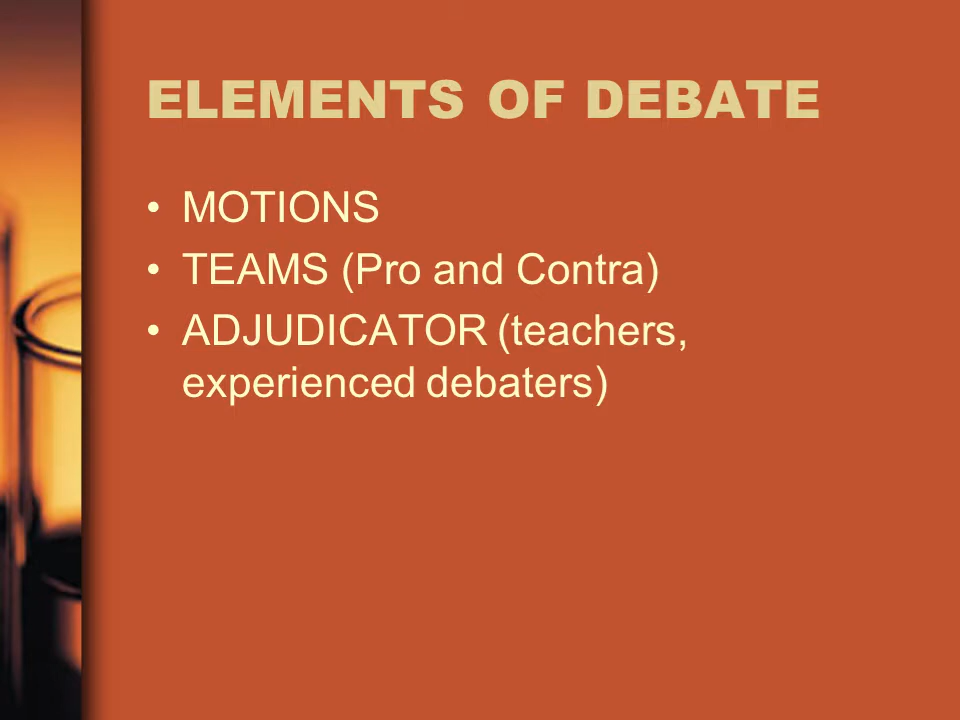 ELEMENTS OF DEBATE
• MOTIONS
• TEAMS (Pro and Contra)
• ADJUDICATOR (teachers,
experienced debaters)